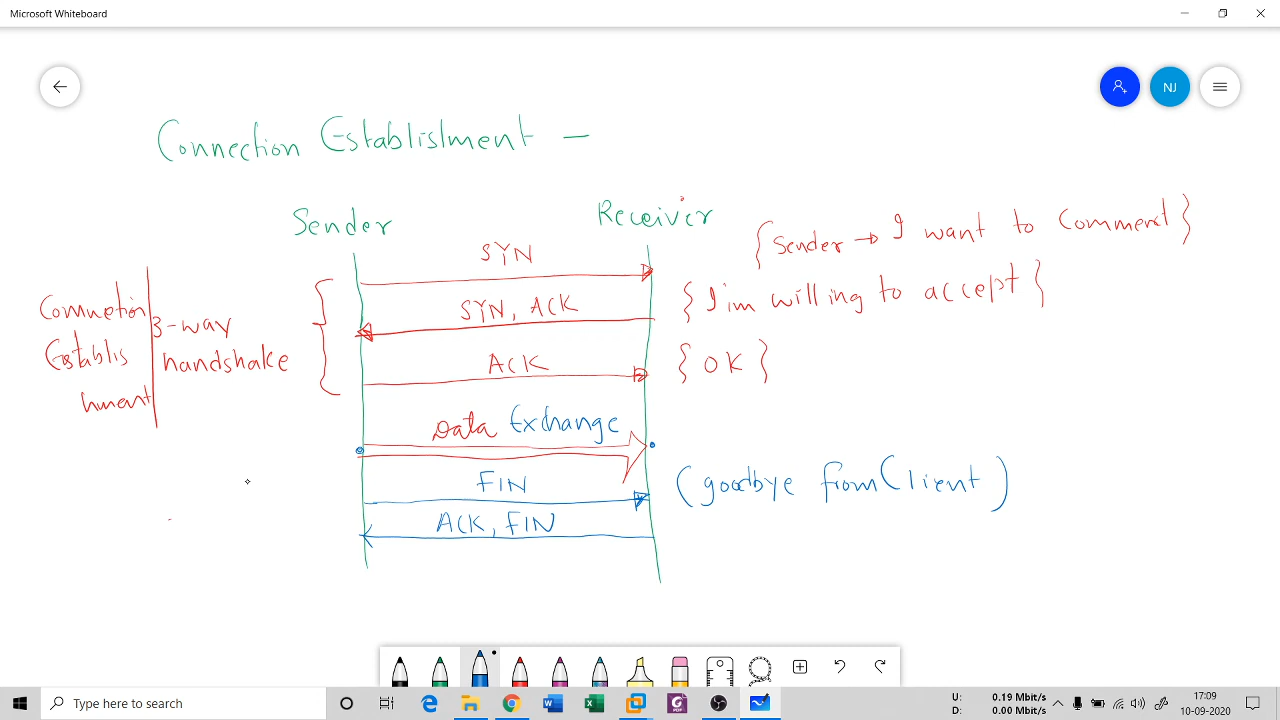 Microsoft Whiteboard
NJ
Connection Establistment —
Sender
Receiver
SYN
{ Sender → I want to Comment }
SYN, ACK
{ I'm willing to accept }
Connection
Establis
hment
3-way
handshake
ACK
{ OK }
Data Exchange
FIN
(goodbye from Client)
ACK, FIN
Type here to search
U: 0.19 Mbit/s
D: 0.00 Mbit/s
17:09
10-09-2020